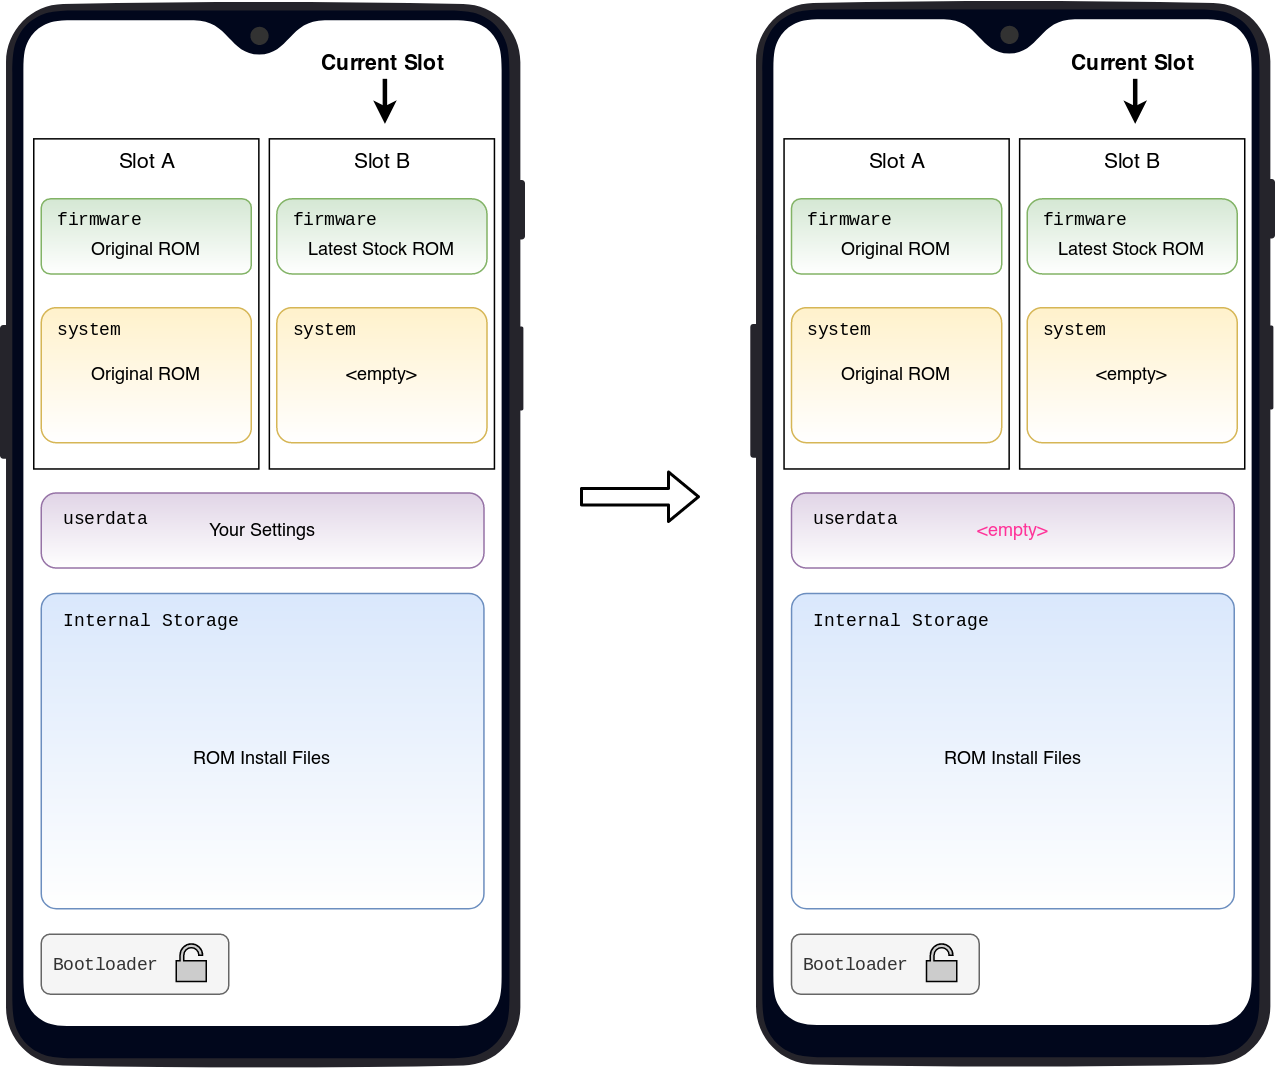 Current Slot
Slot A
Slot B
firmware
Original ROM
firmware
Latest Stock ROM
system
Original ROM
system
<empty>
userdata
Your Settings
Internal Storage
ROM Install Files
Bootloader
Current Slot
Slot A
Slot B
firmware
Original ROM
firmware
Latest Stock ROM
system
Original ROM
system
<empty>
userdata
<empty>
Internal Storage
ROM Install Files
Bootloader